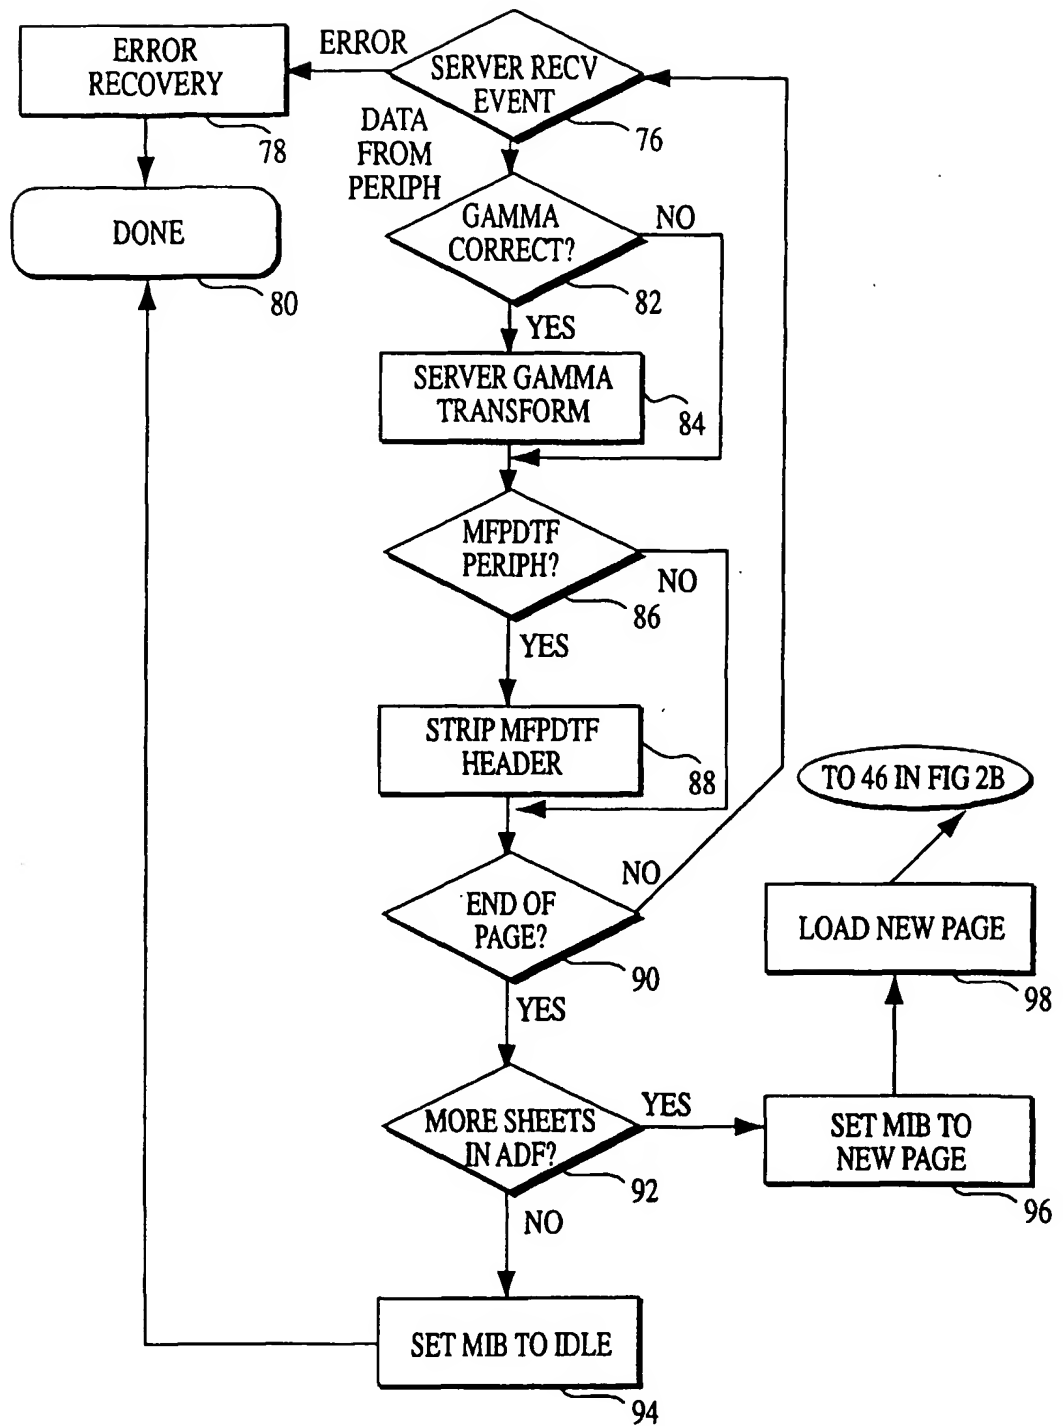 ERROR
RECOVERY
78
ERROR
SERVER RECV
EVENT
76
DATA
FROM
PERIPH
DONE
80
GAMMA
CORRECT?
NO
82
YES
SERVER GAMMA
TRANSFORM
84
MFPDTF
PERIPH?
NO
86
YES
STRIP MFPDTF
HEADER
88
TO 46 IN FIG 2B
END OF
PAGE?
NO
90
LOAD NEW PAGE
98
YES
MORE SHEETS
IN ADF?
YES
92
SET MIB TO
NEW PAGE
96
NO
SET MIB TO IDLE
94